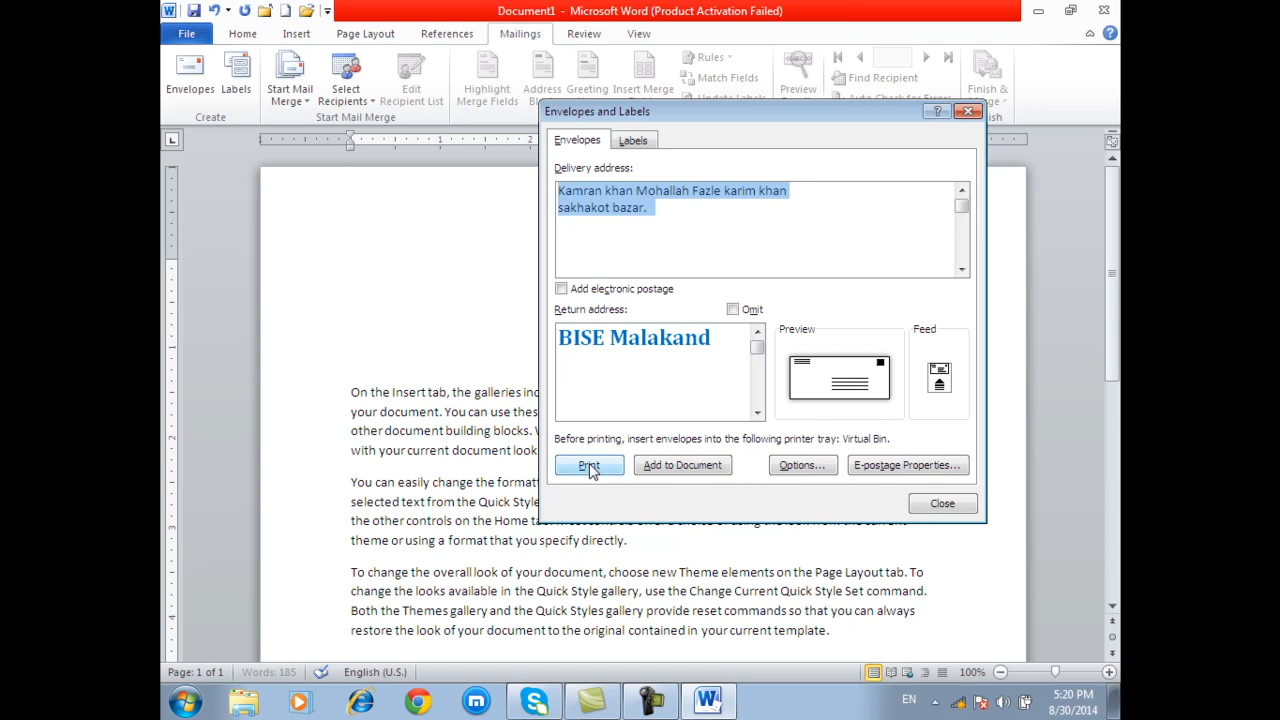 Document1 - Microsoft Word (Product Activation Failed)
File Home Insert Page Layout References Mailings Review View
Envelopes Labels Start Mail Merge Select Recipients Edit Recipient List Highlight Merge Fields Address Greeting Insert Merge Rules Match Fields Update Labels Preview Find Recipient Auto Check for Errors Finish &
Create Start Mail Merge
Envelopes and Labels
Envelopes Labels
Delivery address:
Kamran khan Mohallah Fazle karim khan
sakhakot bazar.
Add electronic postage
Return address: Omit
BISE Malakand
Preview Feed
Before printing, insert envelopes into the following printer tray: Virtual Bin.
Print Add to Document Options... E-postage Properties...
Close
On the Insert tab, the galleries
your document. You can use
other document building blocks.
with your current document look
You can easily change the
selected text from the Quick
the other controls on the Home
theme or using a format that you specify directly.
To change the overall look of your document, choose new Theme elements on the Page Layout tab. To
change the looks available in the Quick Style gallery, use the Change Current Quick Style Set command.
Both the Themes gallery and the Quick Styles gallery provide reset commands so that you can always
restore the look of your document to the original contained in your current template.
Page: 1 of 1 Words: 185 English (U.S.) 100%
EN 5:20 PM
8/30/2014